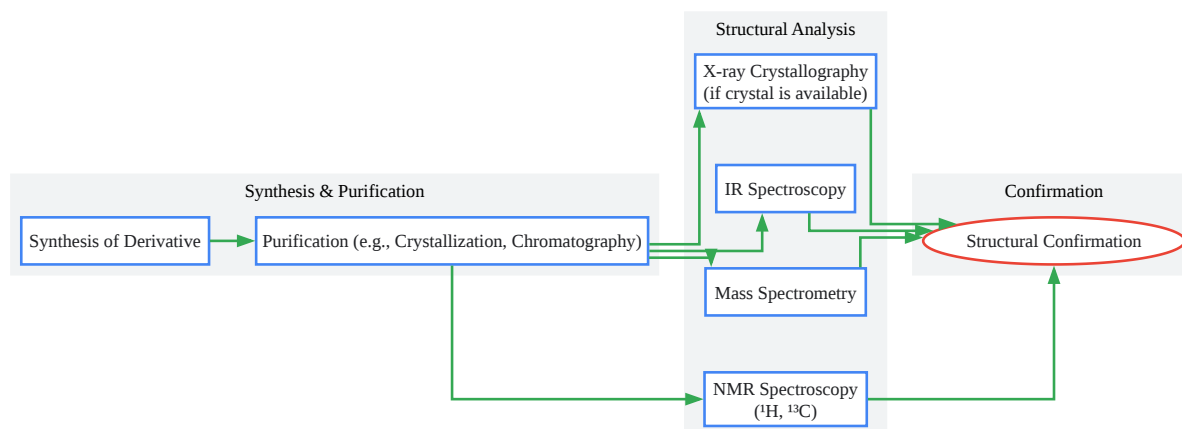 Structural Analysis
X-ray Crystallography
(if crystal is available)
IR Spectroscopy
Synthesis & Purification
Confirmation
Synthesis of Derivative
Purification (e.g., Crystallization, Chromatography)
Structural Confirmation
Mass Spectrometry
NMR Spectroscopy
(¹H, ¹³C)